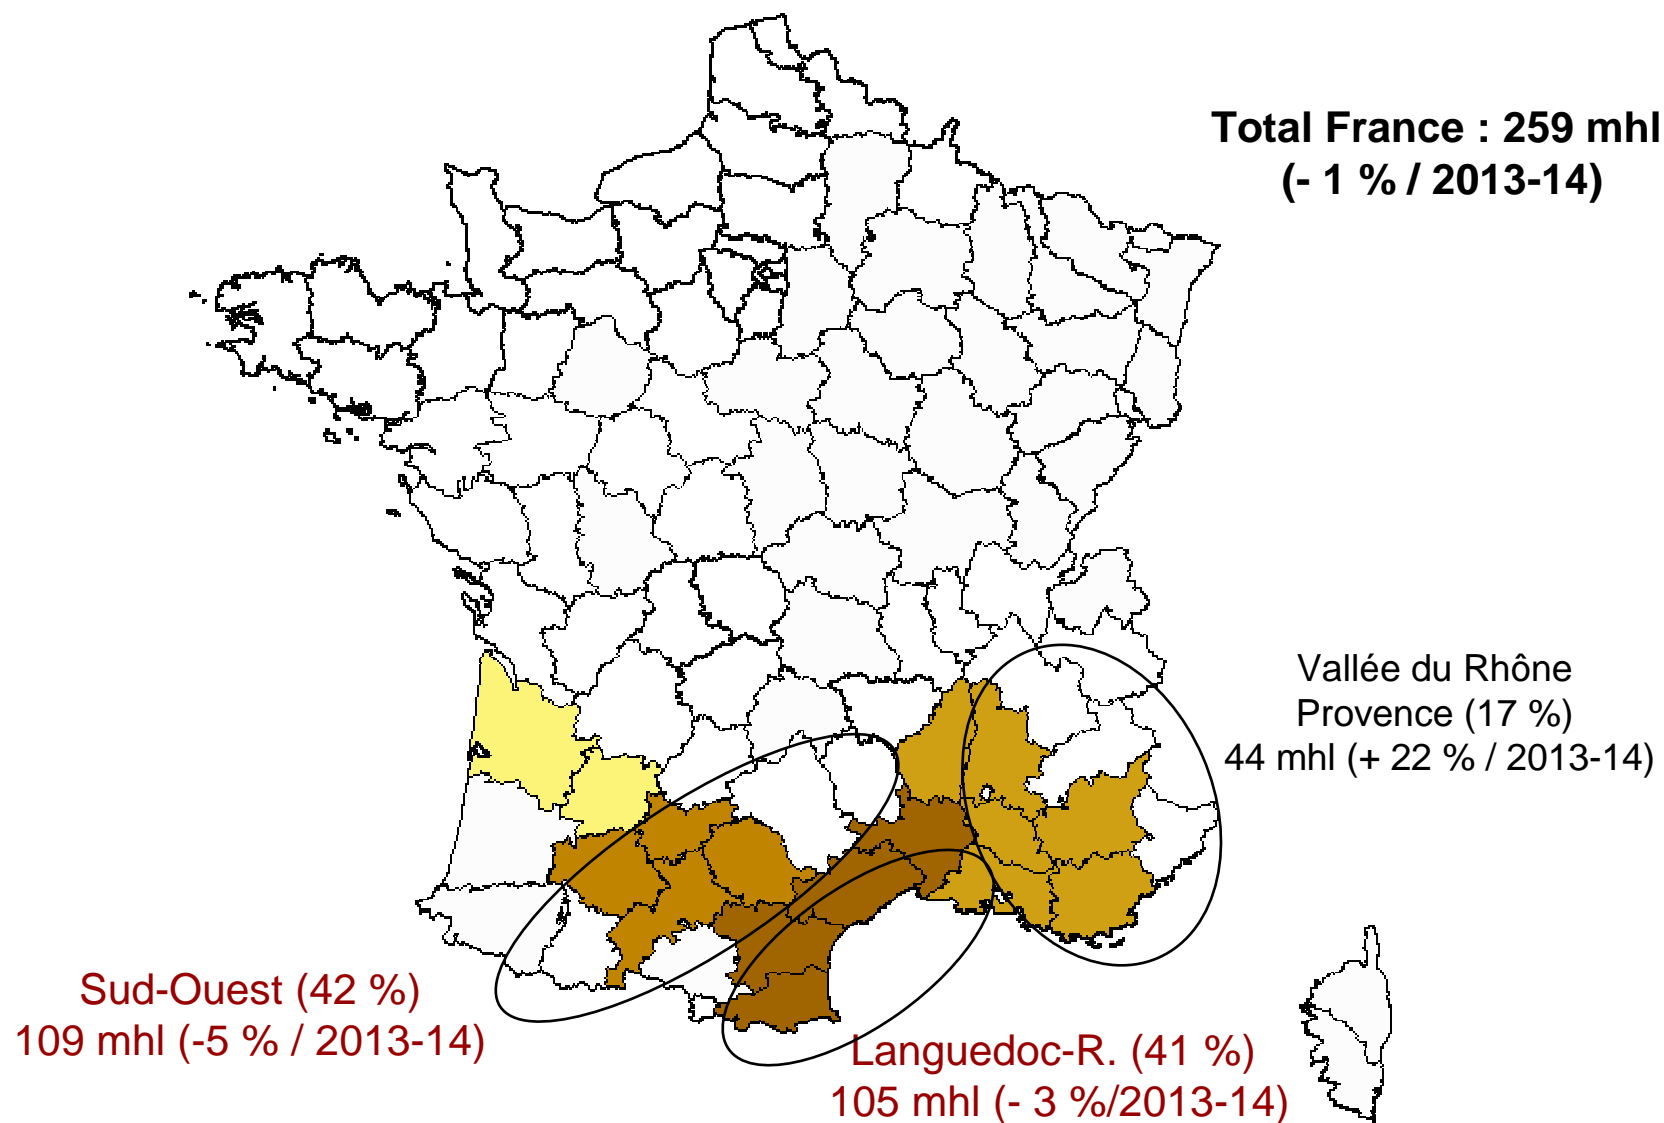 Total France : 259 mhl
(- 1 % / 2013-14)
Vallée du Rhône
Provence (17 %)
44 mhl (+ 22 % / 2013-14)
Sud-Ouest (42 %)
109 mhl (-5 % / 2013-14)
Languedoc-R. (41 %)
105 mhl (- 3 %/2013-14)